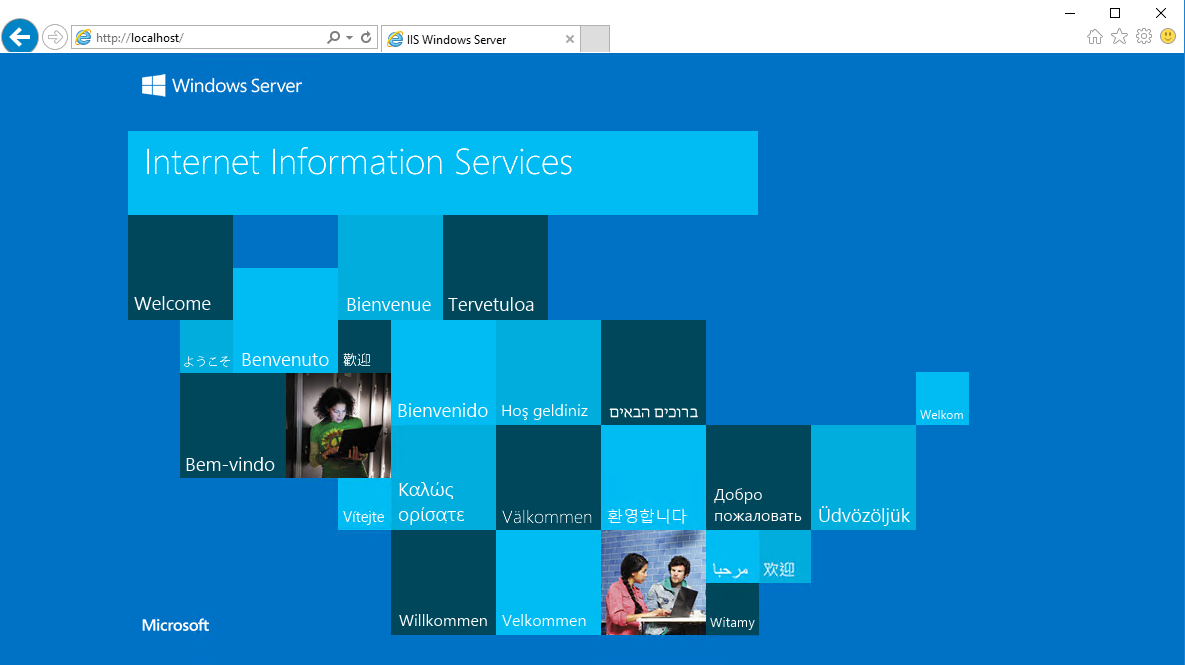 http://localhost/
IIS Windows Server
Windows Server
Internet Information Services
Welcome
Bienvenue
Tervetuloa
ようこそ
Benvenuto
歡迎
Bienvenido
Hoş geldiniz
ברוכים הבאים
Welkom
Bem-vindo
Vítejte
Καλώς
ορίσατε
Välkommen
환영합니다
Добро
пожаловать
Üdvözöljük
Willkommen
Velkommen
مرحبا
欢迎
Witamy
Microsoft